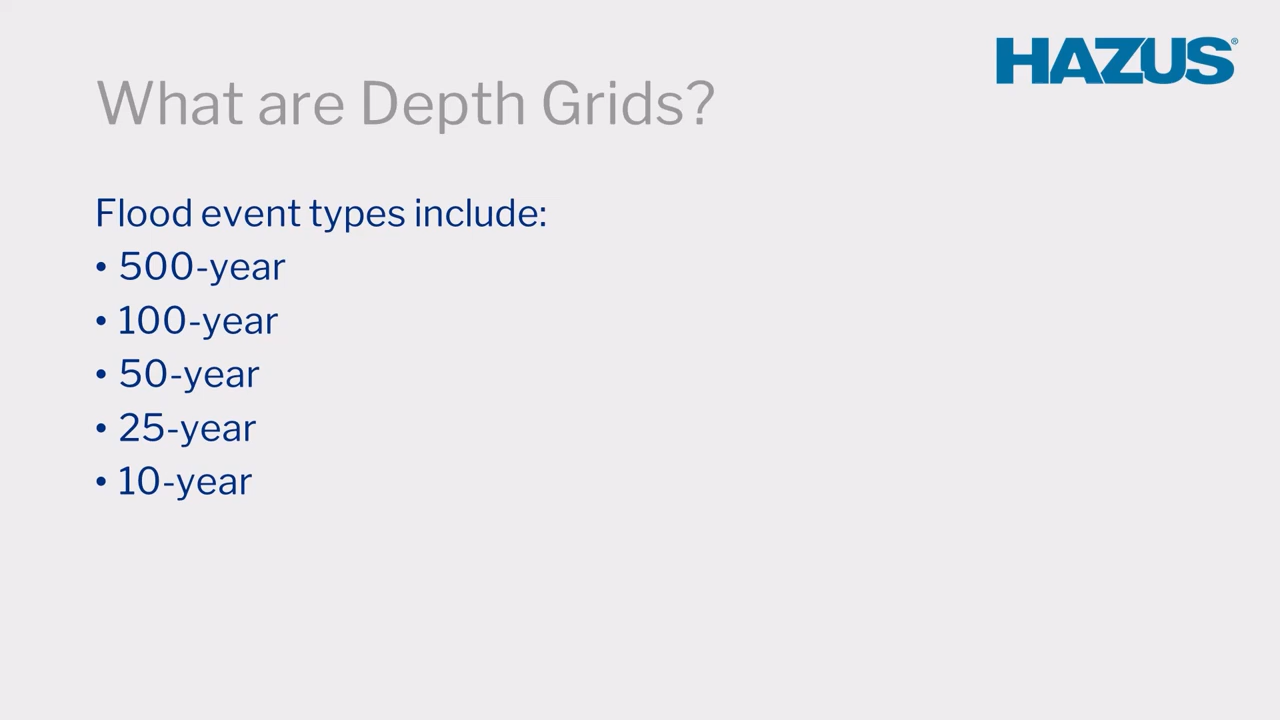 HAZUS®
What are Depth Grids?
Flood event types include:
• 500-year
• 100-year
• 50-year
• 25-year
• 10-year